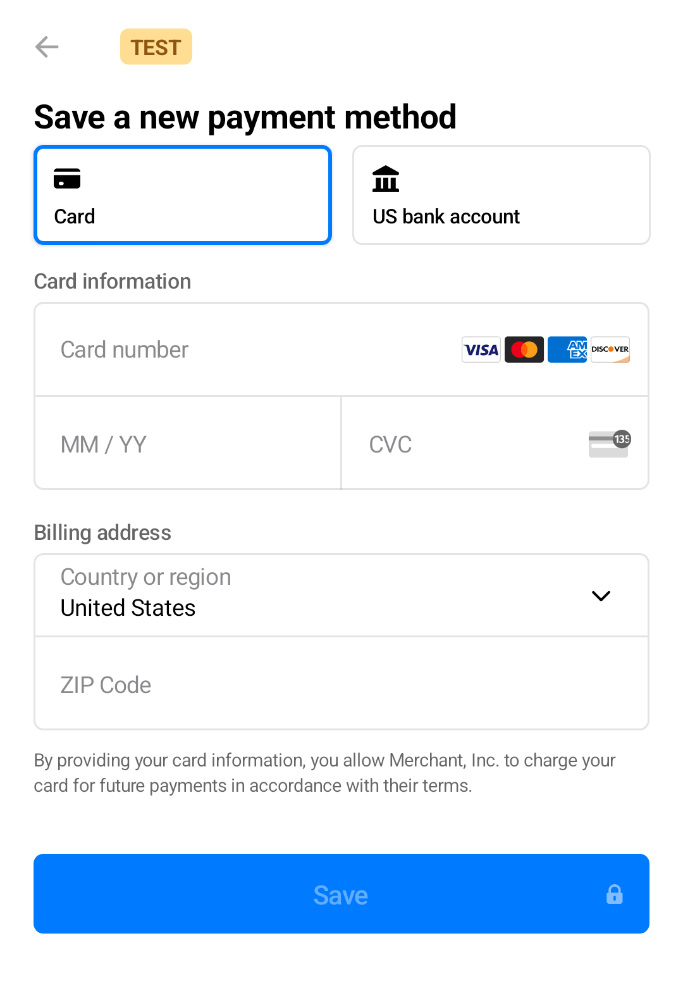 TEST
Save a new payment method
Card
US bank account
Card information
Card number
VISA
AM
EX
DISCOVER
MM / YY
CVC
135
Billing address
Country or region
United States
ZIP Code
By providing your card information, you allow Merchant, Inc. to charge your
card for future payments in accordance with their terms.
Save